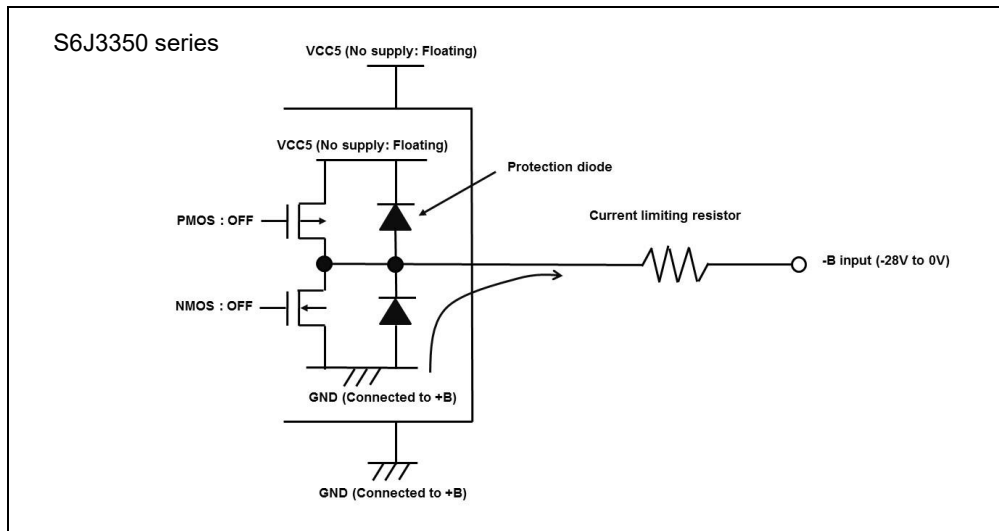 S6J3350 series
VCC5 (No supply: Floating)
VCC5 (No supply: Floating)
Protection diode
Current limiting resistor
PMOS : OFF
-B input (-28V to 0V)
NMOS : OFF
GND (Connected to +B)
GND (Connected to +B)